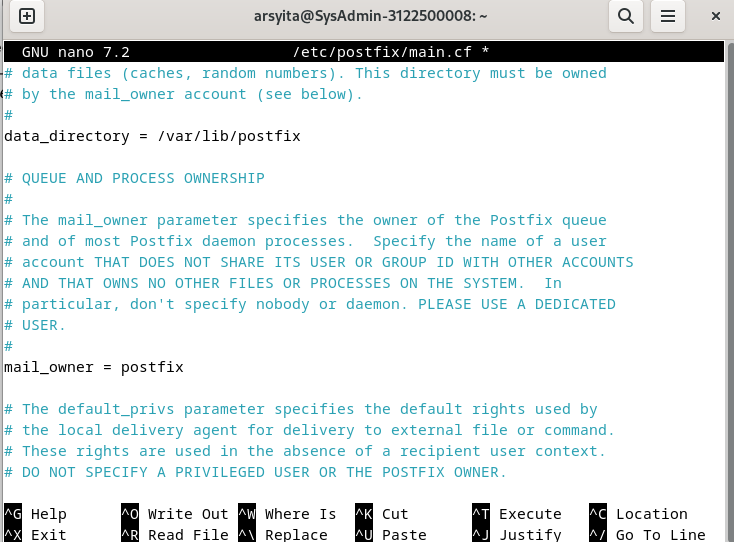 arsyita@SysAdmin-3122500008: ~
GNU nano 7.2 /etc/postfix/main.cf *
# data files (caches, random numbers). This directory must be owned
# by the mail_owner account (see below).
#
data_directory = /var/lib/postfix
# QUEUE AND PROCESS OWNERSHIP
#
# The mail_owner parameter specifies the owner of the Postfix queue
# and of most Postfix daemon processes.  Specify the name of a user
# account THAT DOES NOT SHARE ITS USER OR GROUP ID WITH OTHER ACCOUNTS
# AND THAT OWNS NO OTHER FILES OR PROCESSES ON THE SYSTEM.  In
# particular, don't specify nobody or daemon. PLEASE USE A DEDICATED
# USER.
#
mail_owner = postfix
# The default_privs parameter specifies the default rights used by
# the local delivery agent for delivery to external file or command.
# These rights are used in the absence of a recipient user context.
# DO NOT SPECIFY A PRIVILEGED USER OR THE POSTFIX OWNER.
^G Help ^O Write Out ^W Where Is ^K Cut ^T Execute ^C Location
^X Exit ^R Read File ^\ Replace ^U Paste ^J Justify ^/ Go To Line